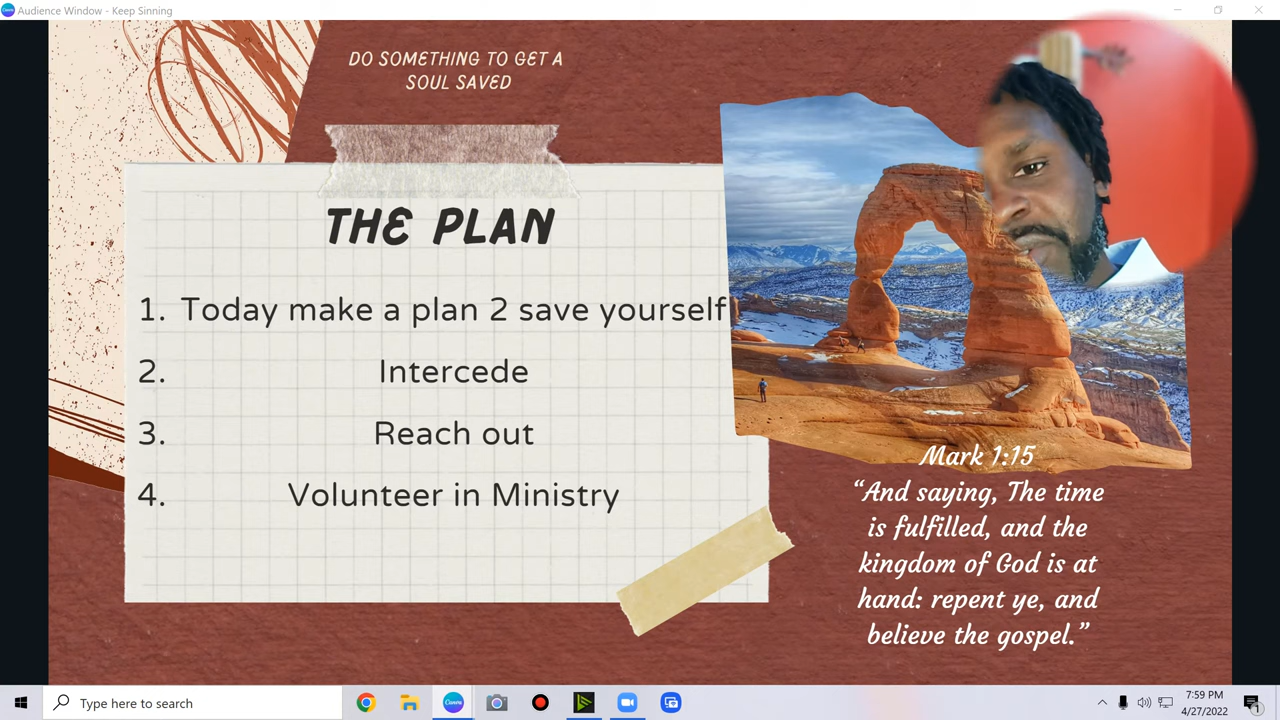 Audience Window - Keep Sinning
DO SOMETHING TO GET A
SOUL SAVED
THE PLAN
1. Today make a plan 2 save yourself
2. Intercede
3. Reach out
4. Volunteer in Ministry
Mark 1:15
“And saying, The time
is fulfilled, and the
kingdom of God is at
hand: repent ye, and
believe the gospel.”
Type here to search
Canva
7:59 PM
4/27/2022
1